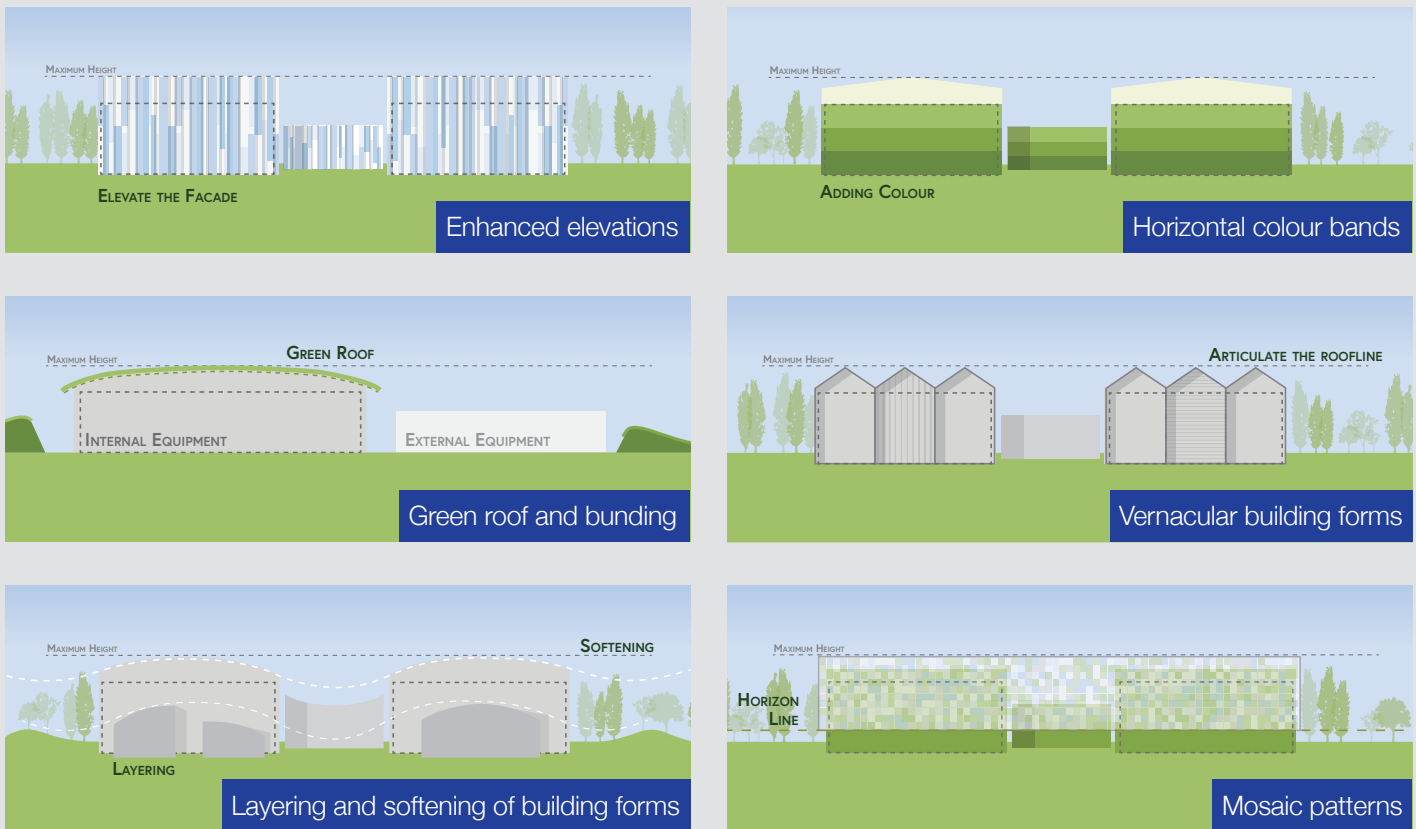 MAXIMUM HEIGHT
ELEVATE THE FACADE
Enhanced elevations
MAXIMUM HEIGHT
ADDING COLOUR
Horizontal colour bands
MAXIMUM HEIGHT
GREEN ROOF
INTERNAL EQUIPMENT
EXTERNAL EQUIPMENT
Green roof and bunding
MAXIMUM HEIGHT
ARTICULATE THE ROOFLINE
Vernacular building forms
MAXIMUM HEIGHT
SOFTENING
LAYERING
Layering and softening of building forms
MAXIMUM HEIGHT
HORIZON
LINE
Mosaic patterns